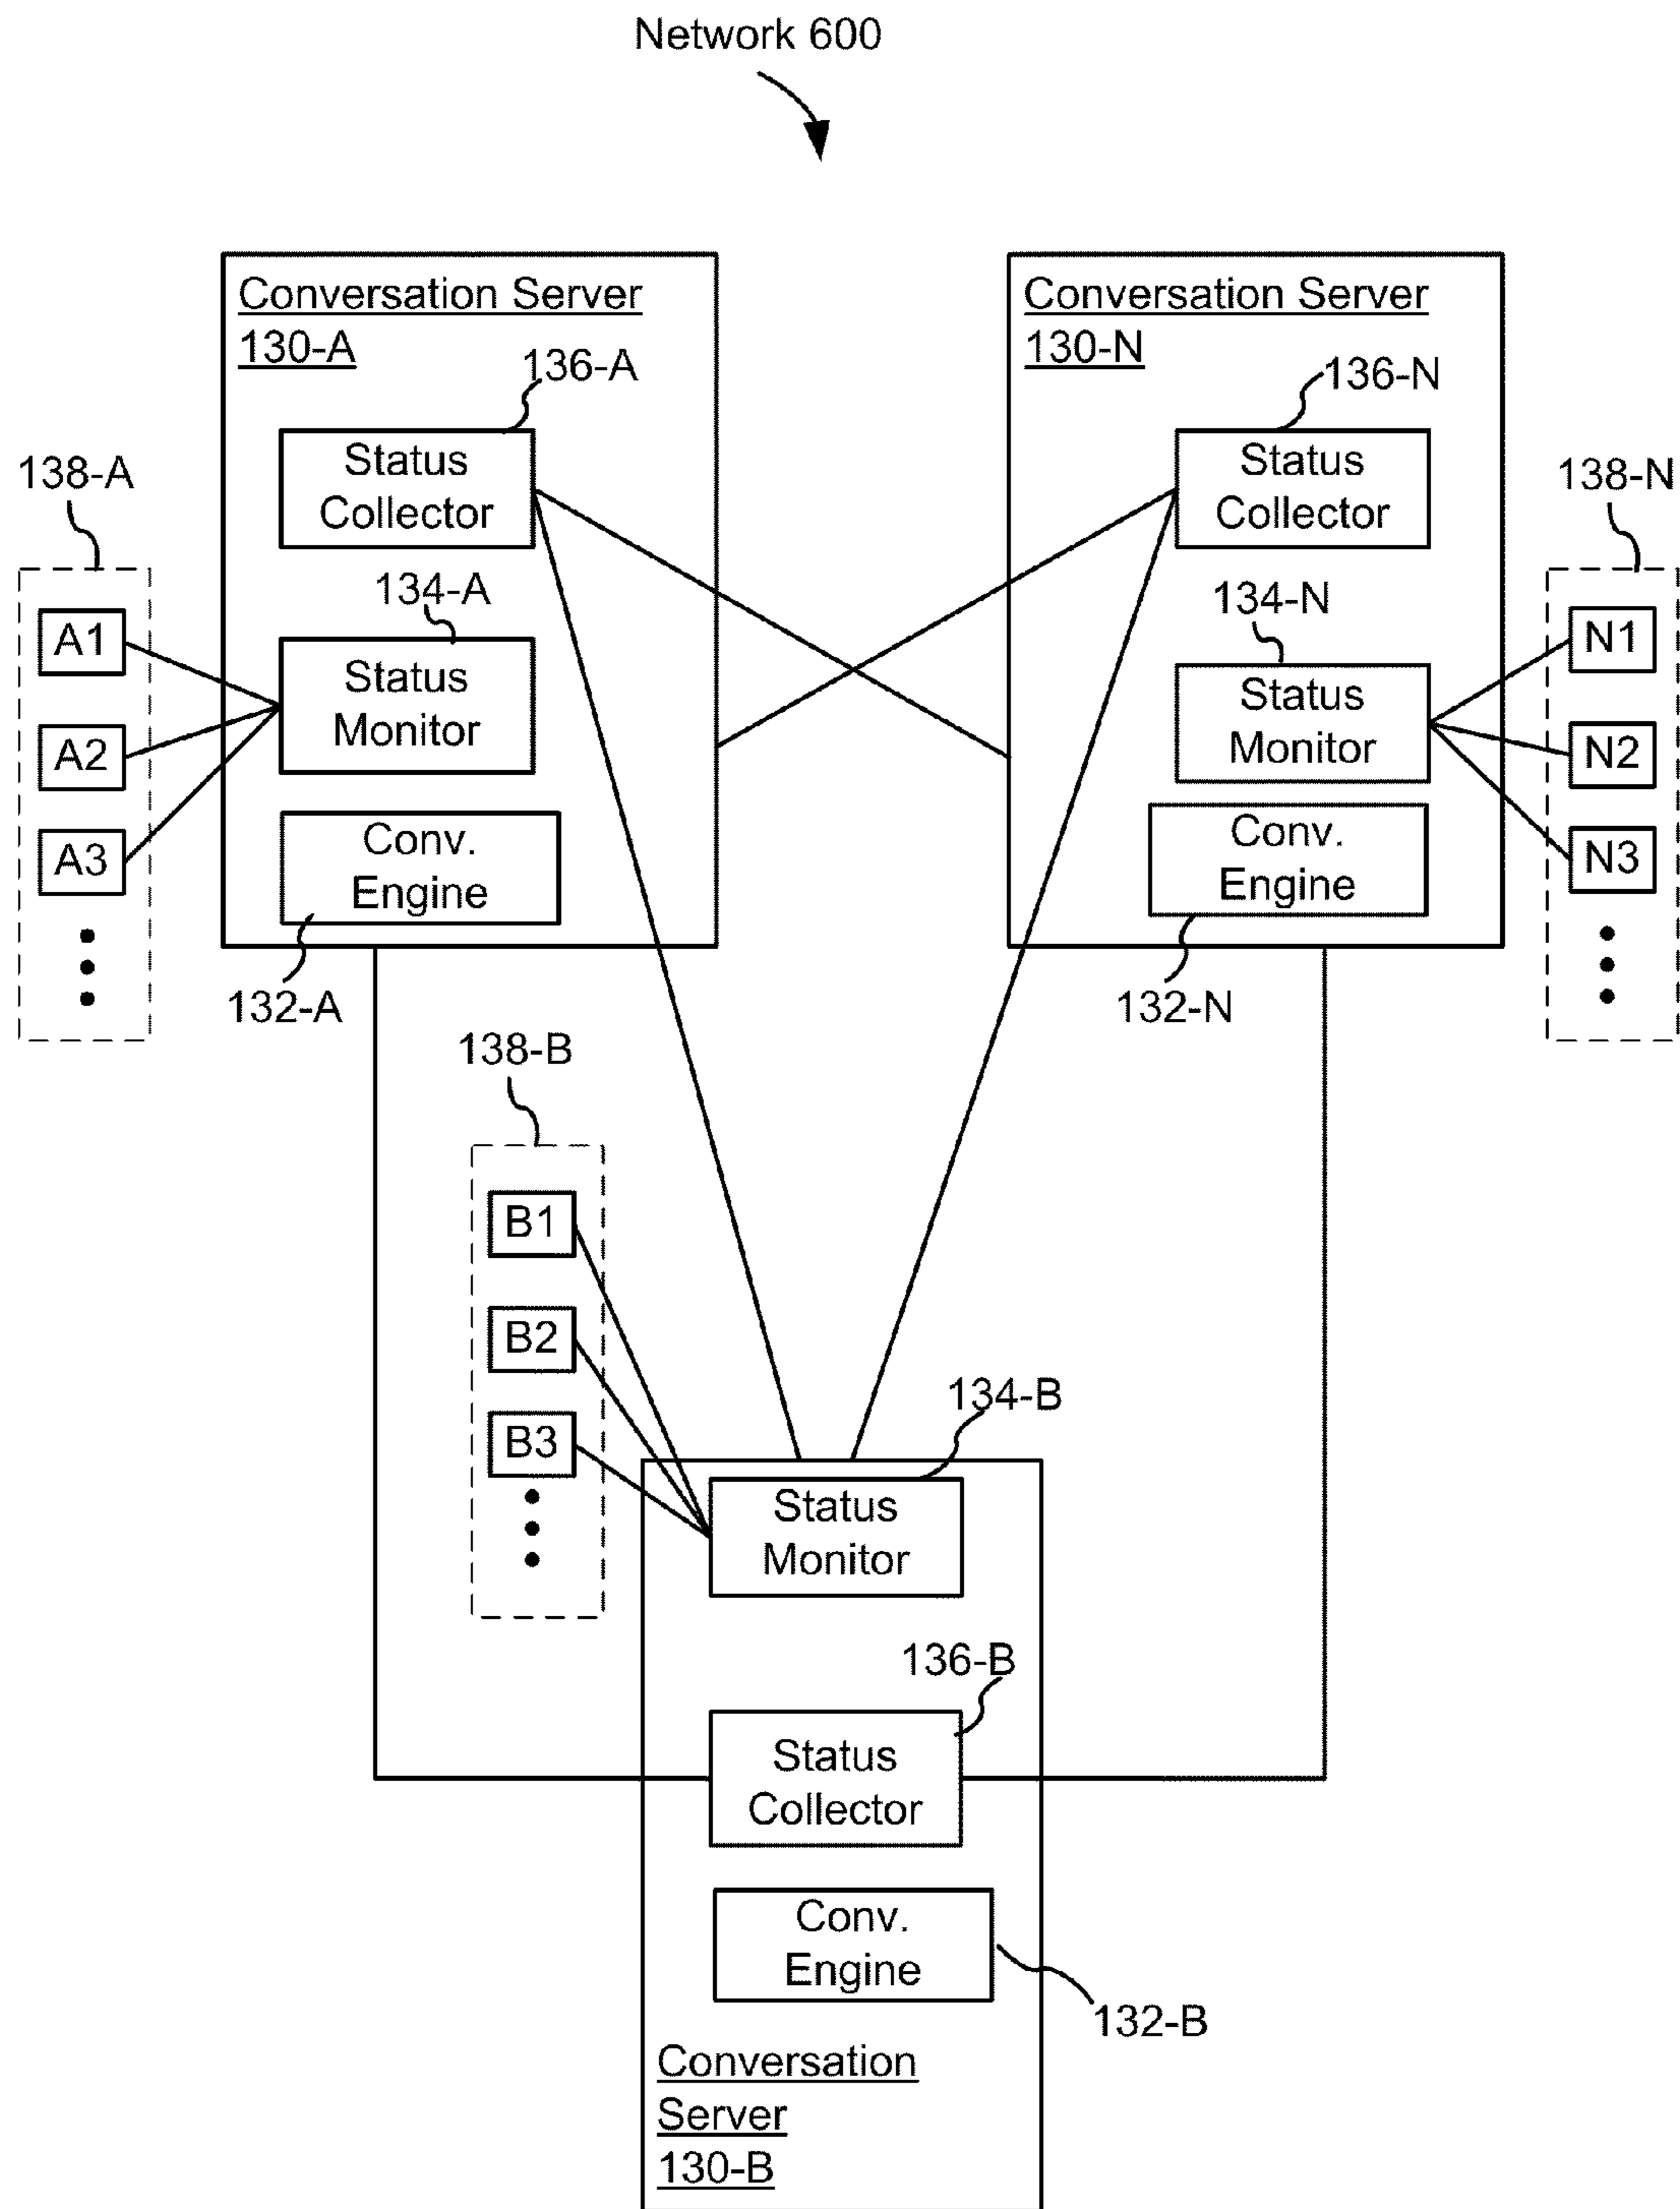 Network 600
Conversation Server
130-A
136-A
Status
Collector
138-A
134-A
A1
A2
A3
Status
Monitor
Conv.
Engine
132-A
Conversation Server
130-N
136-N
Status
Collector
138-N
134-N
Status
Monitor
N1
N2
N3
Conv.
Engine
132-N
138-B
B1
B2
B3
134-B
Status
Monitor
136-B
Status
Collector
Conv.
Engine
132-B
Conversation
Server
130-B